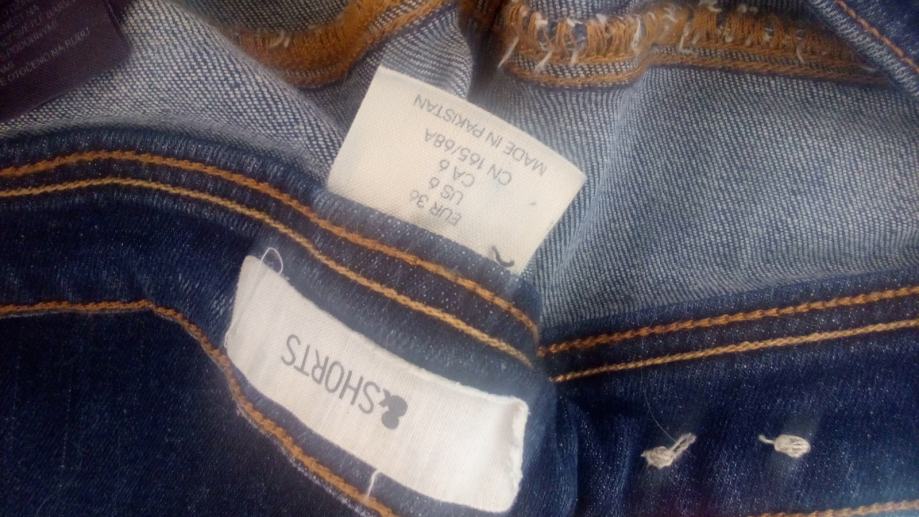 EUR 36
US 6
CA 6
CN 165/68A
MADE IN PAKISTAN
&SHORTS